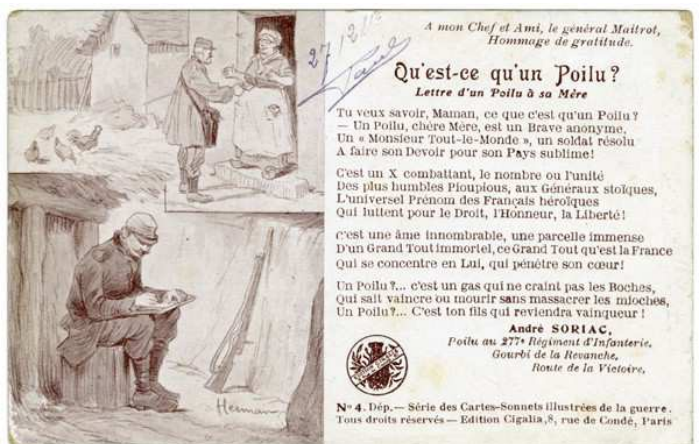 A mon Chef et Ami, le général Maitrot,
Hommage de gratitude.
27/2/1
Paul
Qu'est-ce qu'un Poilu ?
Lettre d'un Poilu à sa Mère
Tu veux savoir, Maman, ce que c'est qu'un Poilu ?
— Un Poilu, chère Mère, est un Brave anonyme,
Un « Monsieur Tout-le-Monde », un soldat résolu
A faire son Devoir pour son Pays sublime !
C'est un X combattant, le nombre ou l'unité
Des plus humbles Pioupious, aux Généraux stoïques,
L'universel Prénom des Français héroïques
Qui luttent pour le Droit, l'Honneur, la Liberté !
C'est une âme innombrable, une parcelle immense
D'un Grand Tout immortel, ce Grand Tout qu'est la France
Qui se concentre en Lui, qui pénètre son cœur !
Un Poilu ?... c'est un gas qui ne craint pas les Boches,
Qui sait vaincre ou mourir sans massacrer les mioches,
Un Poilu ?... C'est ton fils qui reviendra vainqueur !
André SORIAC,
Poilu au 277e Régiment d'Infanterie,
Gourbi de la Revanche,
Route de la Victoire,
Herman
N° 4. Dép. — Série des Cartes-Sonnets illustrées de la guerre.
Tous droits réservés — Edition Cigalia, 8, rue de Condé, Paris